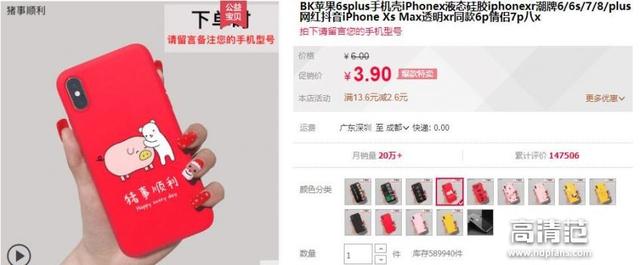 猪事顺利
下单时
公益
宝贝
请留言备注您的手机型号
猪事顺利
Happy every day
BK苹果6splus手机壳iPhonex液态硅胶iphonexr潮牌6/6s/7/8/plus
网红抖音iPhone Xs Max透明xr同款6p情侣7p八x
拍下请留言您的手机型号
价格 ¥ 6.00
促销价 ¥ 3.90 爆款特卖
本店活动 满13.6元减2.6元 更多优惠
运费 广东深圳 至 成都 快递: 0.00
月销量 20万+ 累计评价 147506
颜色分类
数量 1 件 库存589940件
高清范
www.hdpfans.com